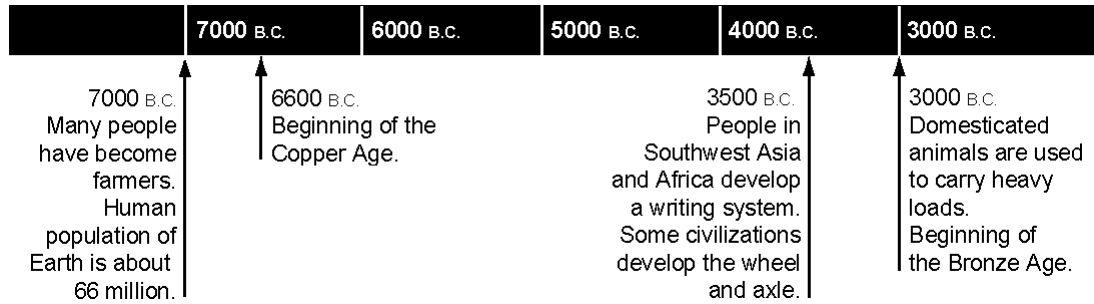 7000 B.C.
6000 B.C.
5000 B.C.
4000 B.C.
3000 B.C.
7000 B.C.
Many people
have become
farmers.
Human
population of
Earth is about
66 million.
6600 B.C.
Beginning of the
Copper Age.
3500 B.C.
People in
Southwest Asia
and Africa develop
a writing system.
Some civilizations
develop the wheel
and axle.
3000 B.C.
Domesticated
animals are used
to carry heavy
loads.
Beginning of
the Bronze Age.